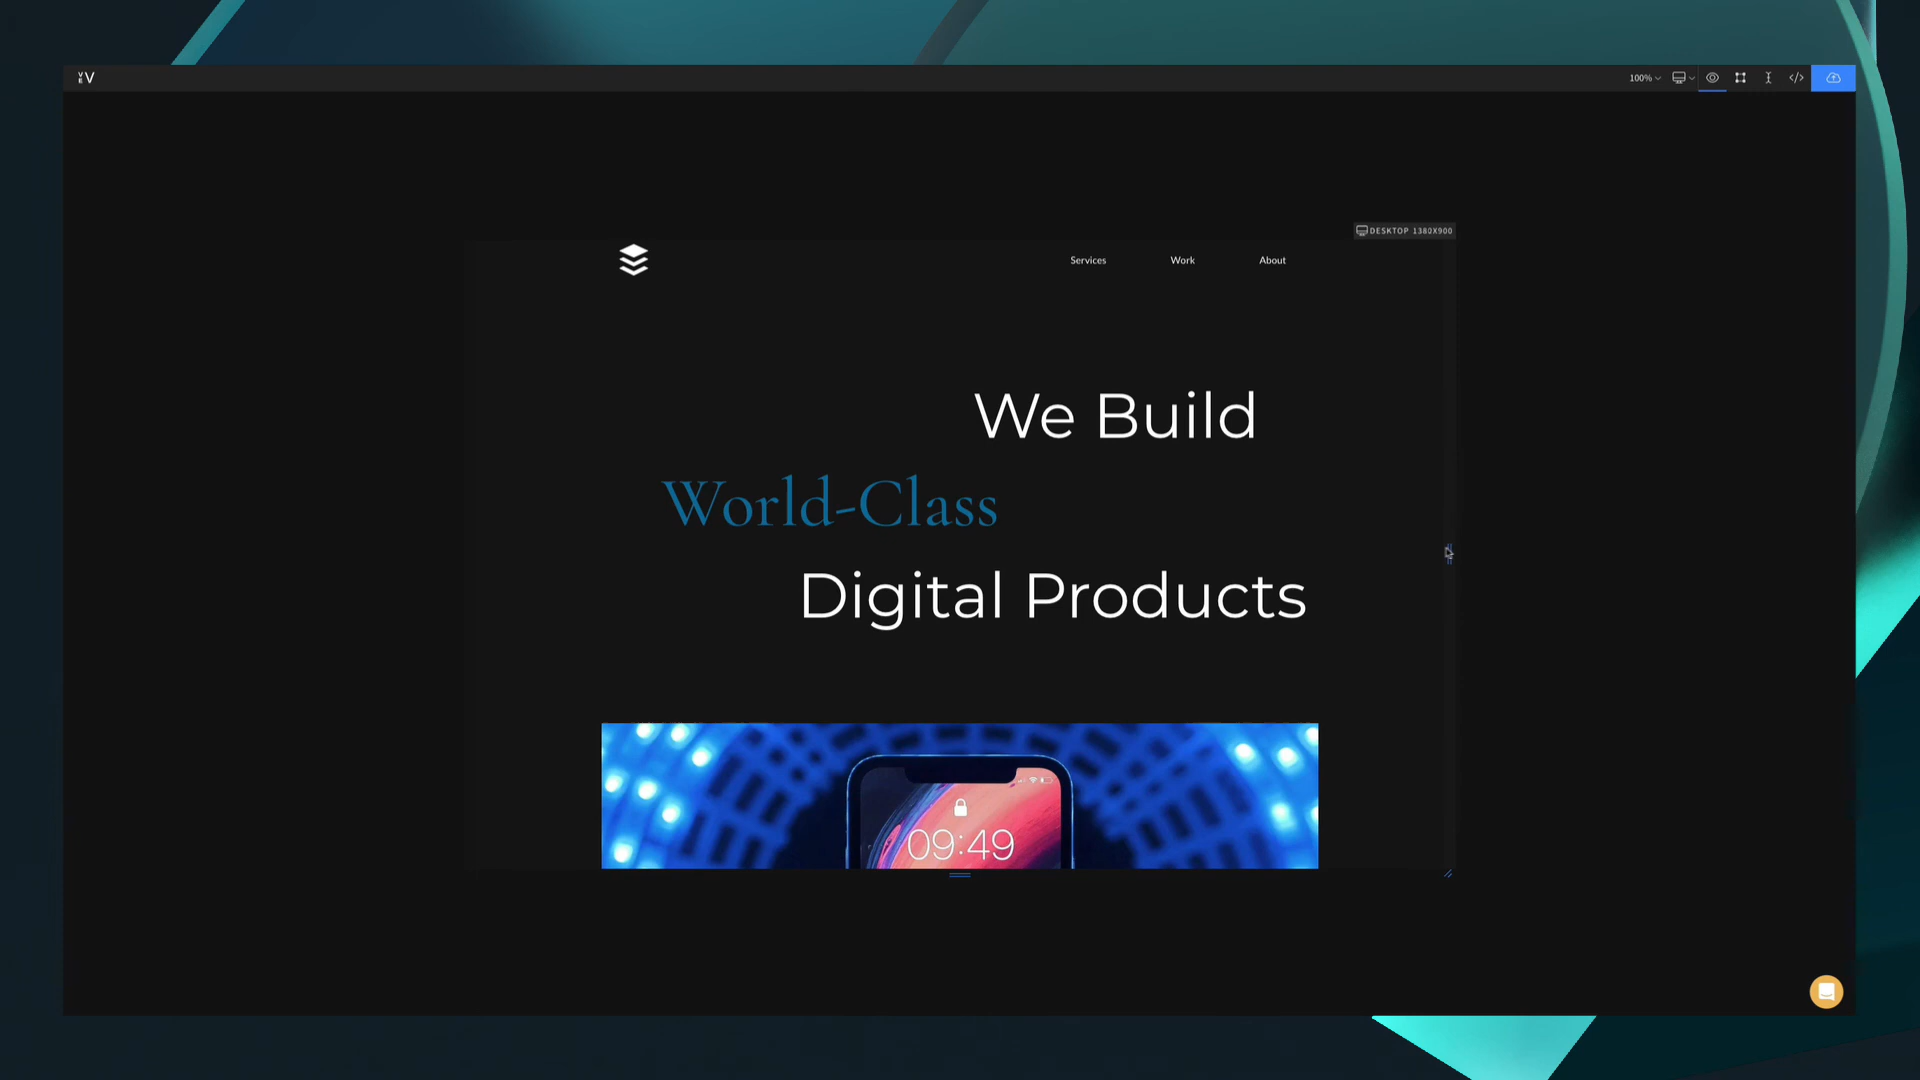 V
E V
100%
</>
DESKTOP 1380X900
Services Work About
We Build
World-Class
Digital Products
09:49